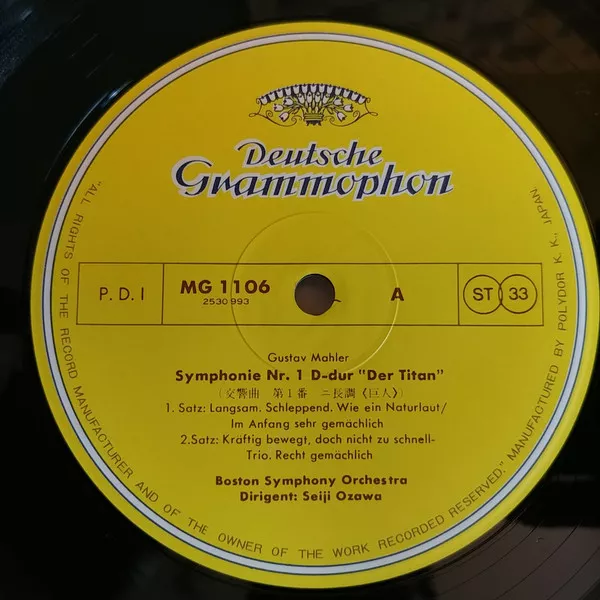 Deutsche
Grammophon
P.D.I
MG 1106
2530 993
A
ST 33
Gustav Mahler
Symphonie Nr. 1 D-dur "Der Titan"
(交響曲 第1番 ニ長調《巨人》)
1. Satz: Langsam. Schleppend. Wie ein Naturlaut/
Im Anfang sehr gemächlich
2.Satz: Kräftig bewegt, doch nicht zu schnell-
Trio. Recht gemächlich
Boston Symphony Orchestra
Dirigent: Seiji Ozawa
"ALL RIGHTS OF THE RECORD MANUFACTURER AND OF THE OWNER OF THE WORK RECORDED RESERVED." MANUFACTURED BY POLYDOR K. K., JAPAN